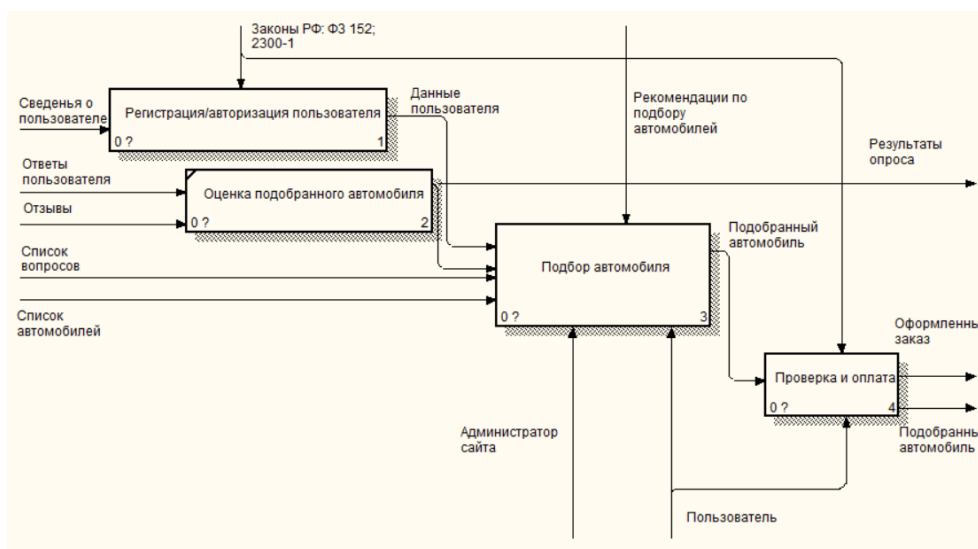 Законы РФ: ФЗ 152;
2300-1
Сведенья о
пользователе
Регистрация/авторизация пользователя
0 ?
1
Данные
пользователя
Рекомендации по
подбору
автомобилей
Результаты
опроса
Ответы
пользователя
Отзывы
Оценка подобранного автомобиля
0 ?
2
Список
вопросов
Список
автомобилей
Подбор автомобиля
0 ?
3
Подобранный
автомобиль
Оформленны
заказ
Проверка и оплата
0 ?
4
Подобранны
автомобиль
Администратор
сайта
Пользователь